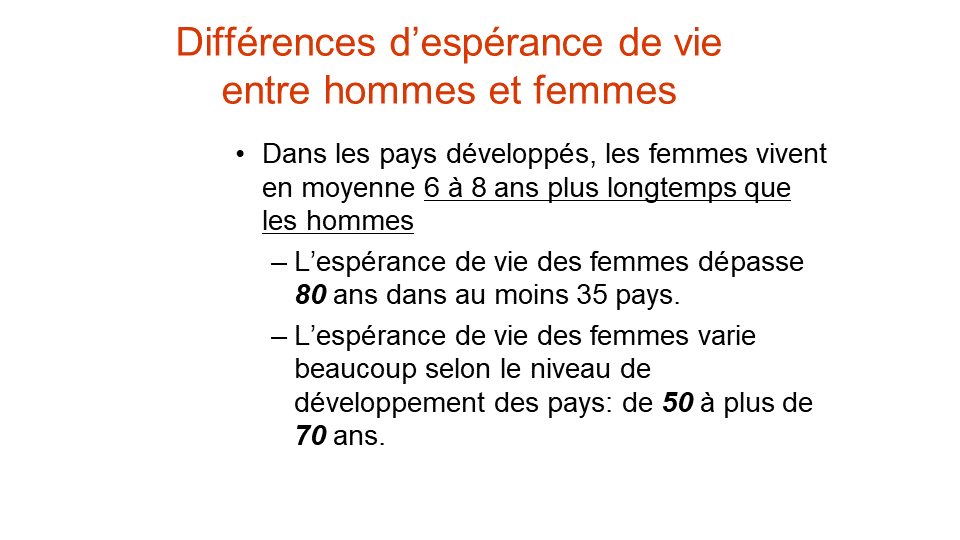 Différences d’espérance de vie
entre hommes et femmes
• Dans les pays développés, les femmes vivent
en moyenne 6 à 8 ans plus longtemps que
les hommes
– L’espérance de vie des femmes dépasse
80 ans dans au moins 35 pays.
– L’espérance de vie des femmes varie
beaucoup selon le niveau de
développement des pays: de 50 à plus de
70 ans.